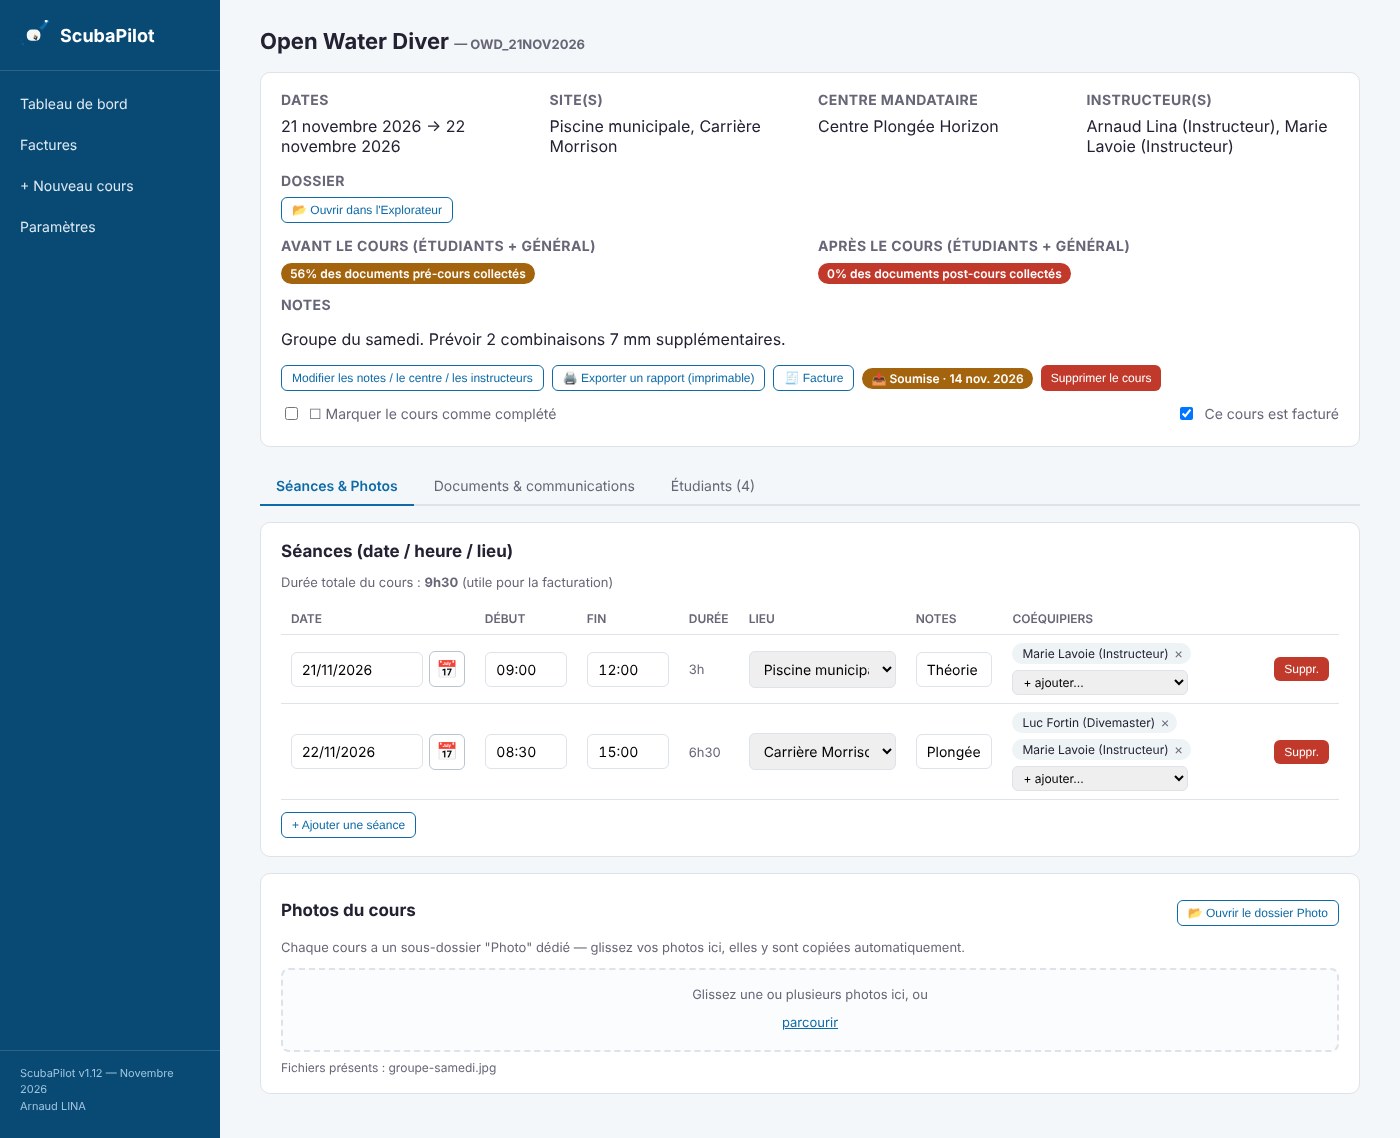 ScubaPilot
Tableau de bord
Factures
+ Nouveau cours
Paramètres
ScubaPilot v1.12 — Novembre
2026
Arnaud LINA
Open Water Diver — OWD_21NOV2026
DATES
21 novembre 2026 → 22
novembre 2026
SITE(S)
Piscine municipale, Carrière
Morrison
CENTRE MANDATAIRE
Centre Plongée Horizon
INSTRUCTEUR(S)
Arnaud Lina (Instructeur), Marie
Lavoie (Instructeur)
DOSSIER
📂 Ouvrir dans l'Explorateur
AVANT LE COURS (ÉTUDIANTS + GÉNÉRAL)
56% des documents pré-cours collectés
APRÈS LE COURS (ÉTUDIANTS + GÉNÉRAL)
0% des documents post-cours collectés
NOTES
Groupe du samedi. Prévoir 2 combinaisons 7 mm supplémentaires.
Modifier les notes / le centre / les instructeurs
🖨️ Exporter un rapport (imprimable)
🧾 Facture
📤 Soumise · 14 nov. 2026
Supprimer le cours
☐ Marquer le cours comme complété
Ce cours est facturé
Séances & Photos
Documents & communications
Étudiants (4)
Séances (date / heure / lieu)
Durée totale du cours : 9h30 (utile pour la facturation)
DATE DÉBUT FIN DURÉE LIEU NOTES COÉQUIPIERS
21/11/2026 📅 09:00 12:00 3h Piscine municipa Théorie
Marie Lavoie (Instructeur) ×
+ ajouter...
Suppr.
22/11/2026 📅 08:30 15:00 6h30 Carrière Morrisc Plongée
Luc Fortin (Divemaster) ×
Marie Lavoie (Instructeur) ×
+ ajouter...
Suppr.
+ Ajouter une séance
Photos du cours
📂 Ouvrir le dossier Photo
Chaque cours a un sous-dossier "Photo" dédié — glissez vos photos ici, elles y sont copiées automatiquement.
Glissez une ou plusieurs photos ici, ou
parcourir
Fichiers présents : groupe-samedi.jpg